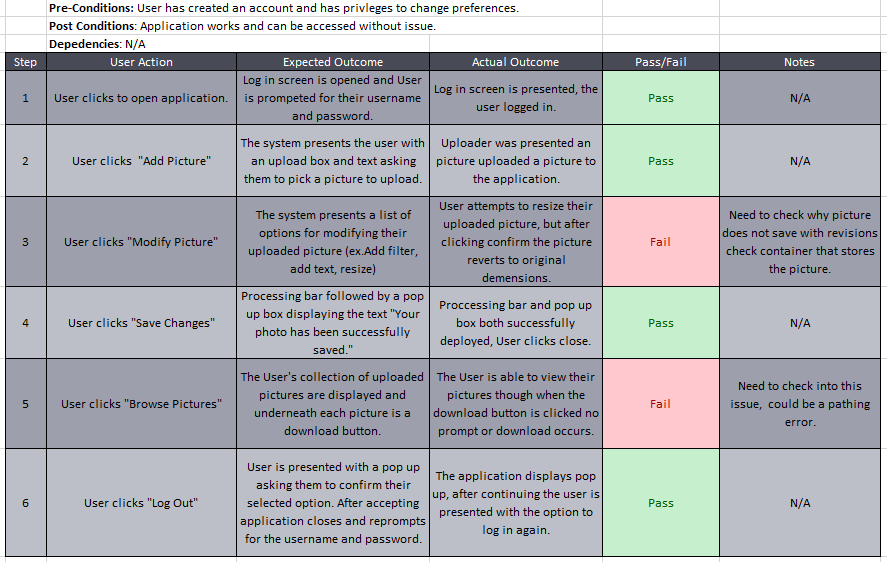 Pre-Conditions: User has created an account and has privleges to change preferences.
Post Conditions: Application works and can be accessed without issue.
Depedencies: N/A
Step User Action Expected Outcome Actual Outcome Pass/Fail Notes
1
User clicks to open application.
Log in screen is opened and User
is prompeted for their username
and password.
Log in screen is presented, the
user logged in.
Pass
N/A
2
User clicks  "Add Picture"
The system presents the user with
an upload box and text asking
them to pick a picture to upload.
Uploader was presented an
picture uploaded a picture to
the application.
Pass
N/A
3
User clicks "Modify Picture"
The system presents a list of
options for modifying their
uploaded picture (ex.Add filter,
add text, resize)
User attempts to resize their
uploaded picture, but after
clicking confirm the picture
reverts to original
demensions.
Fail
Need to check why picture
does not save with revisions
check container that stores
the picture.
4
User clicks "Save Changes"
Processing bar followed by a pop
up box displaying the text "Your
photo has been successfully
saved."
Proccessing bar and pop up
box both successfully
deployed, User clicks close.
Pass
N/A
5
User clicks "Browse Pictures"
The User's collection of uploaded
pictures are displayed and
underneath each picture is a
download button.
The User is able to view their
pictures though when the
download button is clicked no
prompt or download occurs.
Fail
Need to check into this
issue,  could be a pathing
error.
6
User clicks "Log Out"
User is presented with a pop up
asking them to confirm their
selected option. After accepting
application closes and reprompts
for the username and password.
The application displays pop
up, after continuing the user is
presented with the option to
log in again.
Pass
N/A